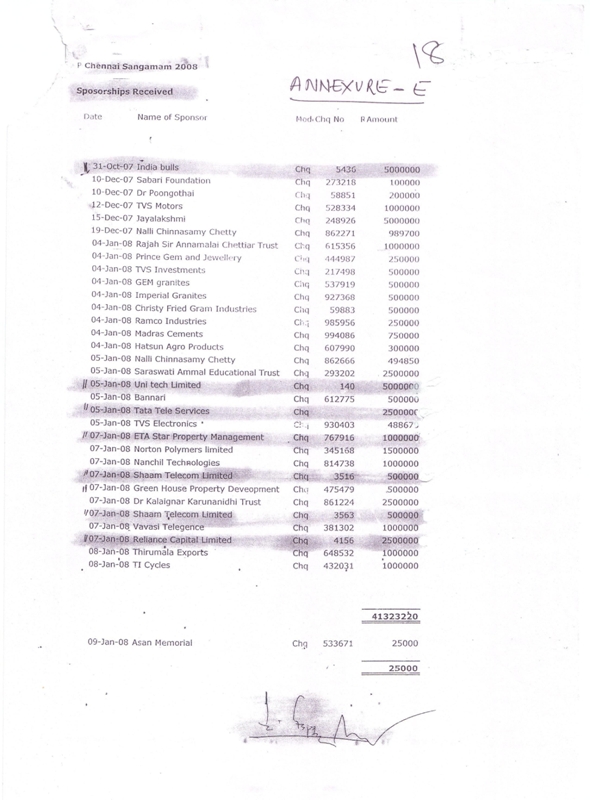 18
Chennai Sangamam 2008
ANNEXURE - E
Sposorships Received
Date Name of Sponsor Mod Chq No Amount
31-Oct-07 India bulls Chq 5436 5000000
10-Dec-07 Sabari Foundation Chq 273218 100000
10-Dec-07 Dr Poongothai Chq 58851 200000
12-Dec-07 TVS Motors Chq 528334 1000000
15-Dec-07 Jayalakshmi Chq 248926 5000000
19-Dec-07 Nalli Chinnasamy Chetty Chq 862271 989700
04-Jan-08 Rajah Sir Annamalai Chettiar Trust Chq 615356 1000000
04-Jan-08 Prince Gem and Jewellery Chq 444987 250000
04-Jan-08 TVS Investments Chq 217498 500000
04-Jan-08 GEM granites Chq 537919 500000
04-Jan-08 Imperial Granites Chq 927368 500000
04-Jan-08 Christy Fried Gram Industries Chq 59883 500000
04-Jan-08 Ramco Industries Chq 985956 250000
04-Jan-08 Madras Cements Chq 994086 750000
04-Jan-08 Hatsun Agro Products Chq 607990 300000
05-Jan-08 Nalli Chinnasamy Chetty Chq 862666 494850
05-Jan-08 Saraswati Ammal Educational Trust Chq 293202 2500000
05-Jan-08 Uni tech Limited Chq 140 5000000
05-Jan-08 Bannari Chq 612775 500000
05-Jan-08 Tata Tele Services Chq 2500000
05-Jan-08 TVS Electronics Chq 930403
07-Jan-08 ETA Star Property Management Chq 767916 1000000
07-Jan-08 Norton Polymers limited Chq 345168 1500000
07-Jan-08 Nanchil Technologies Chq 814738 1000000
07-Jan-08 Shaam Telecom Limited Chq 3516 500000
07-Jan-08 Green House Property Deveopment Chq 475479 500000
07-Jan-08 Dr Kalaignar Karunanidhi Trust Chq 861224 2500000
07-Jan-08 Shaam Telecom Limited Chq 3563 500000
07-Jan-08 Vavasi Telegence Chq 381302 1000000
07-Jan-08 Reliance Capital Limited Chq 4156 2500000
08-Jan-08 Thirumala Exports Chq 648532 1000000
08-Jan-08 TI Cycles Chq 432031 1000000
41323220
09-Jan-08 Asan Memorial Chq 533671 25000
25000